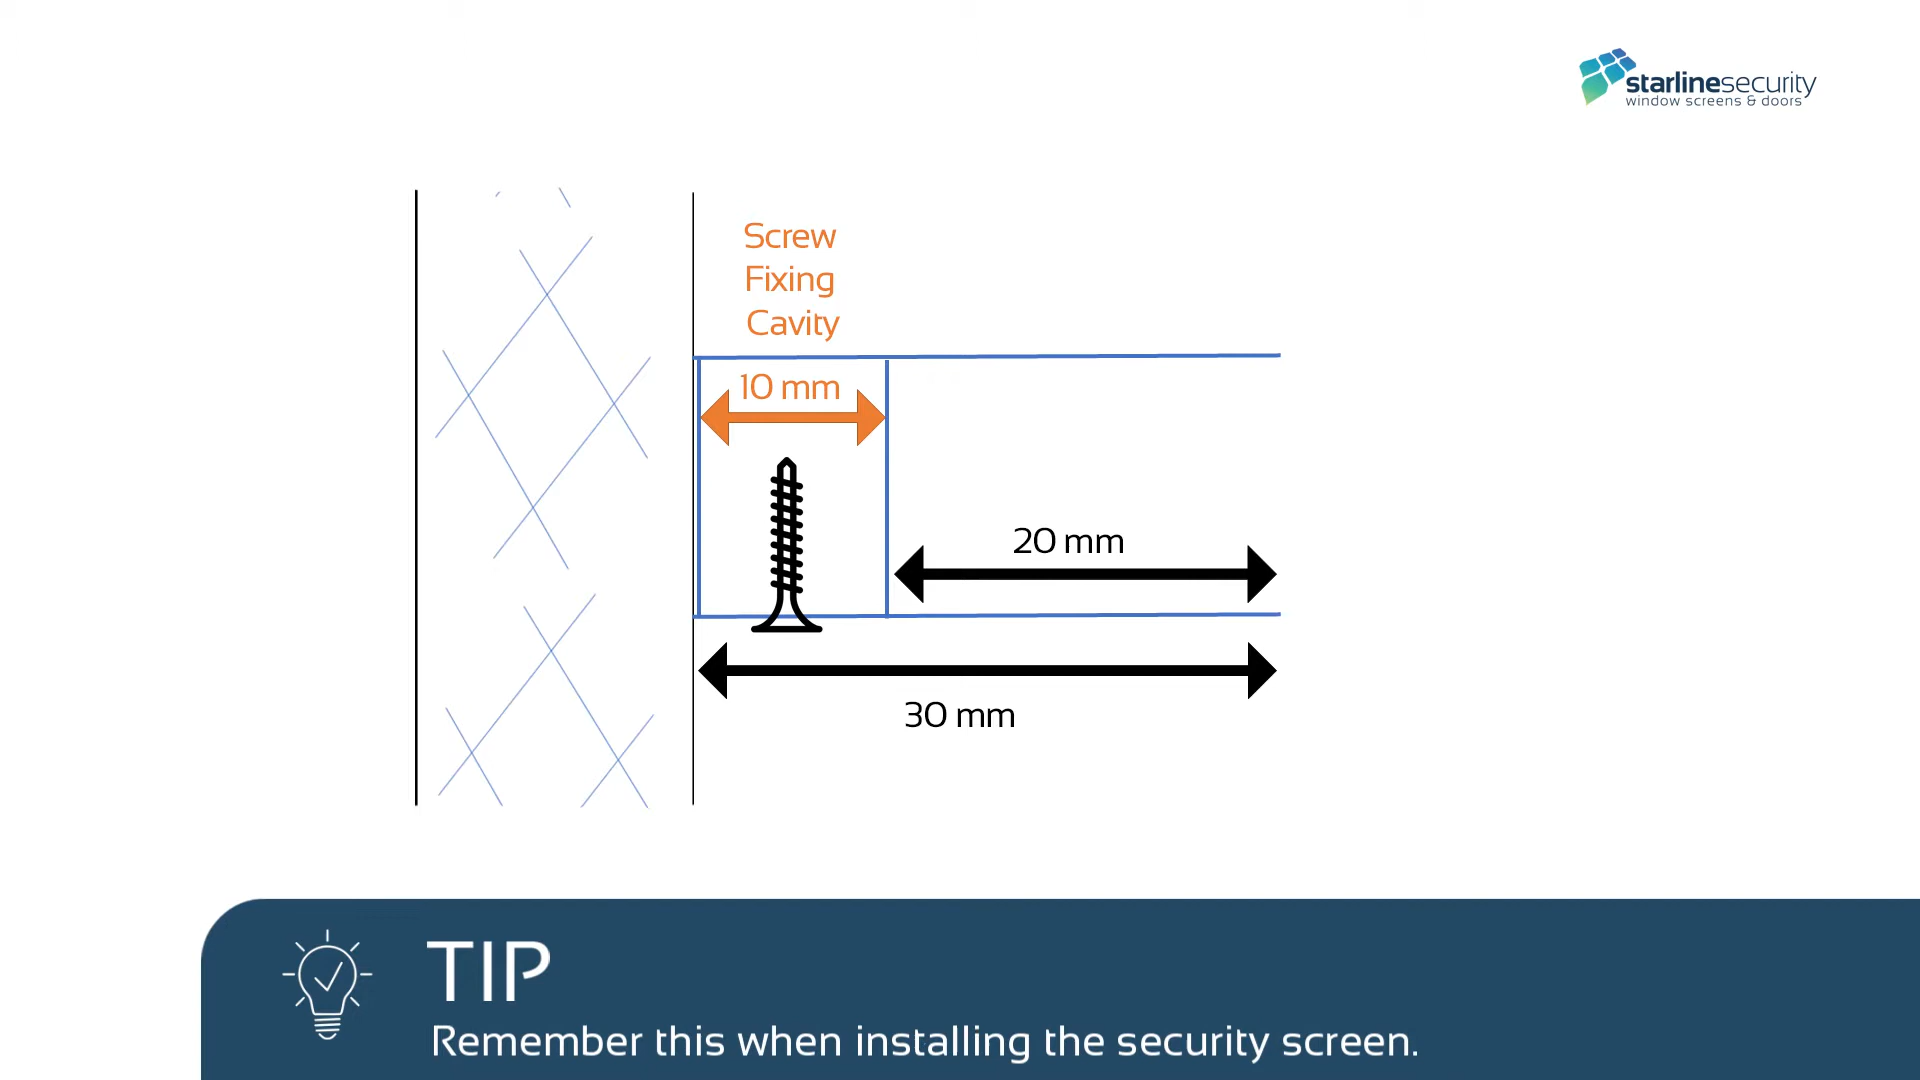 starlinesecurity
window screens & doors
Screw
Fixing
Cavity
10 mm
20 mm
30 mm
TIP
Remember this when installing the security screen.